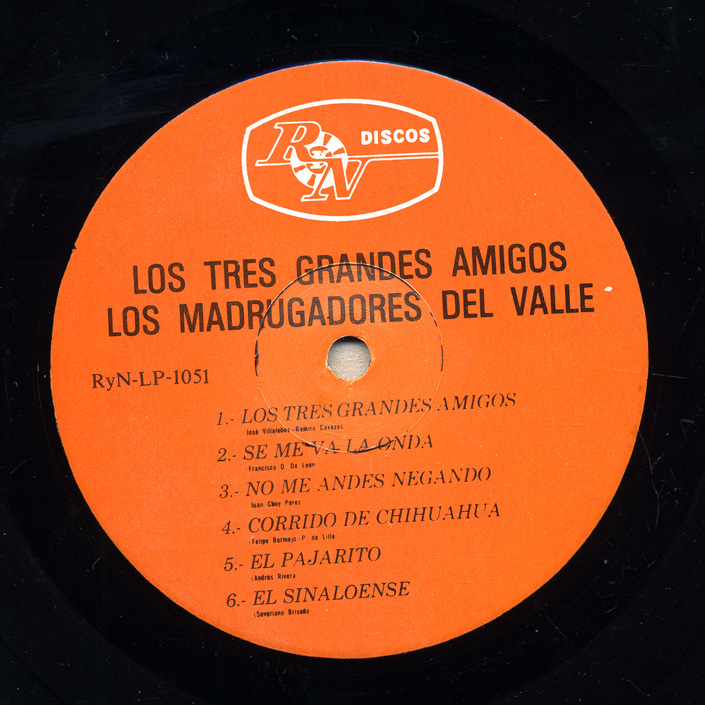 RN DISCOS
LOS TRES GRANDES AMIGOS
LOS MADRUGADORES DEL VALLE
RyN-LP-1051
1.- LOS TRES GRANDES AMIGOS
José Villalobos - Ramiro Cavazos
2.- SE ME VA LA ONDA
(Francisco D. De León
3.- NO ME ANDES NEGANDO
Juan Chuy Pérez
4.- CORRIDO DE CHIHUAHUA
(Felipe Bermejo - P. de Lille
5.- EL PAJARITO
(Andrés Rivera
6.- EL SINALOENSE
(Severiano Briseño